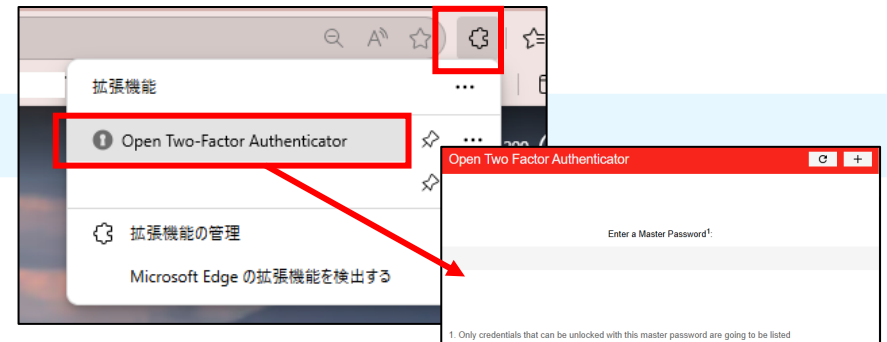 拡張機能
Open Two-Factor Authenticator
拡張機能の管理
Microsoft Edge の拡張機能を検出する
Open Two Factor Authenticator
Enter a Master Password1:
1. Only credentials that can be unlocked with this master password are going to be listed